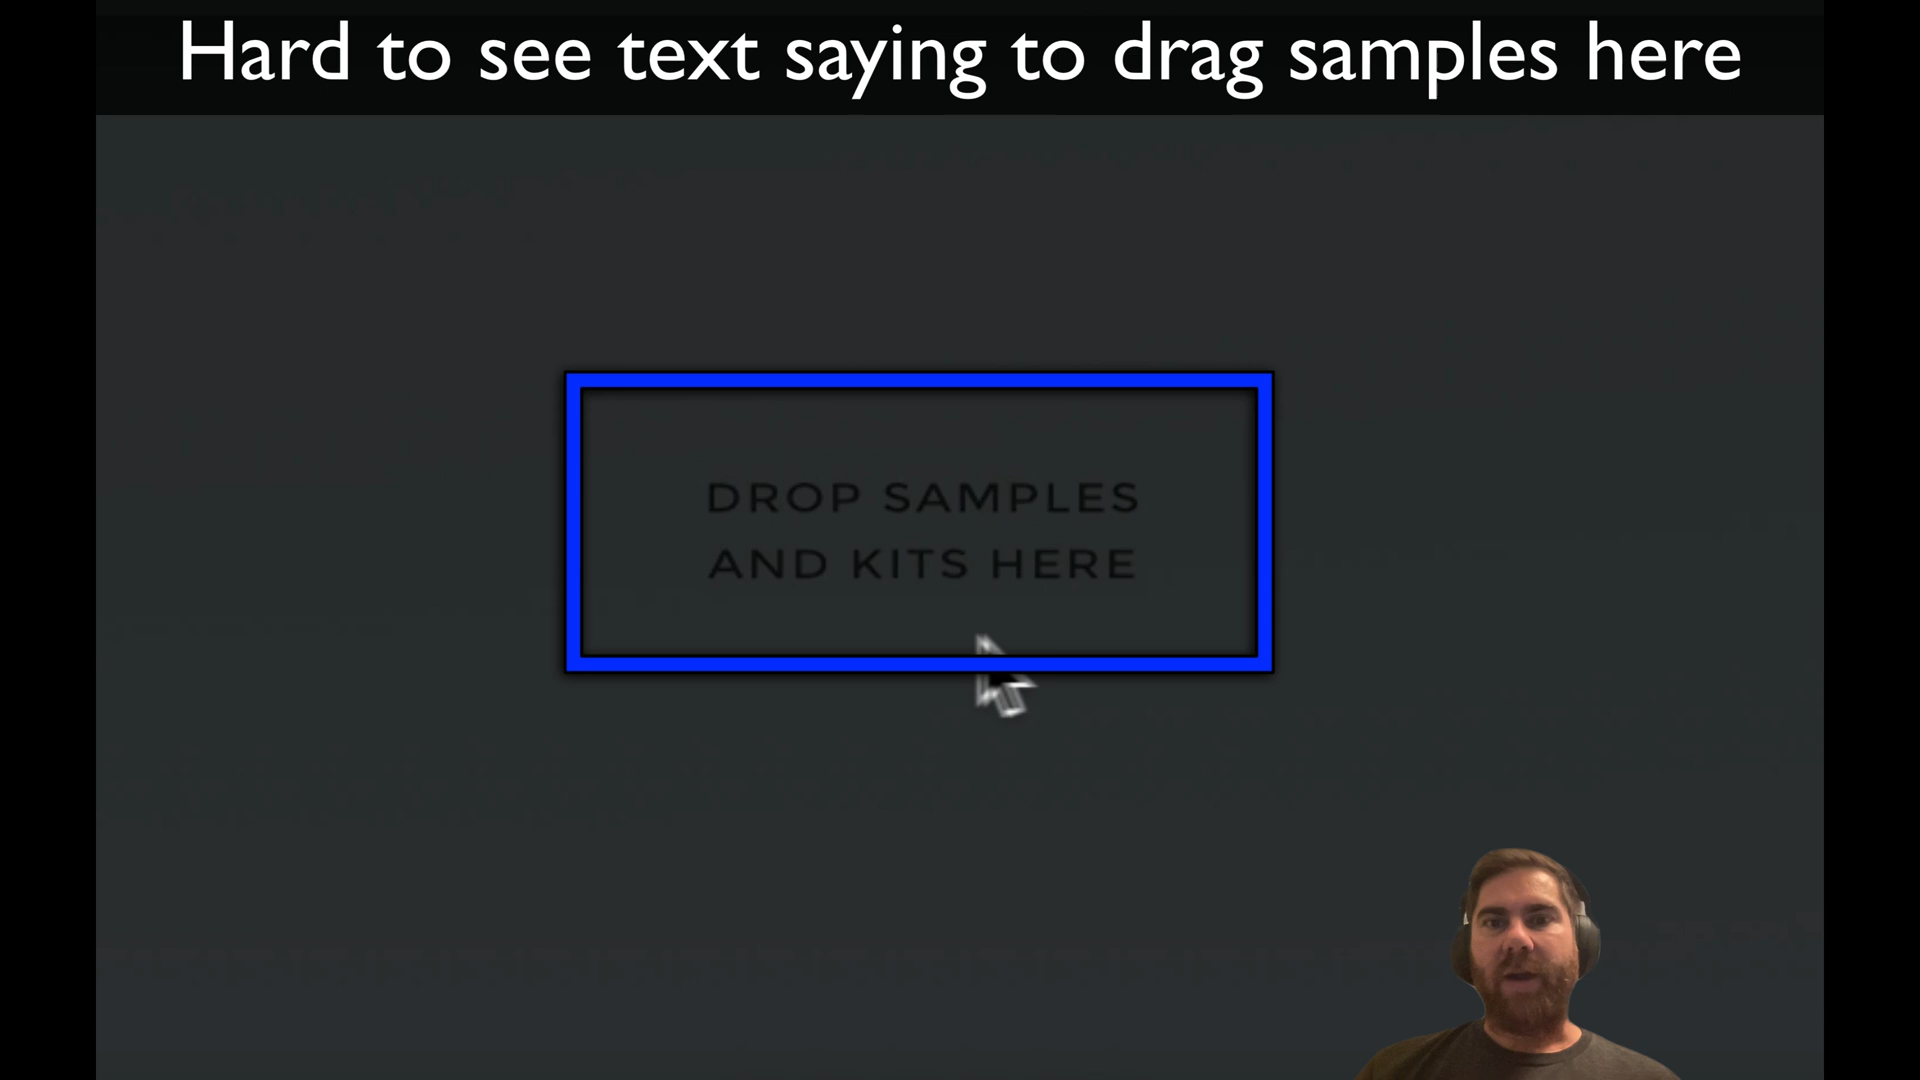 Hard to see text saying to drag samples here
DROP SAMPLES
AND KITS HERE